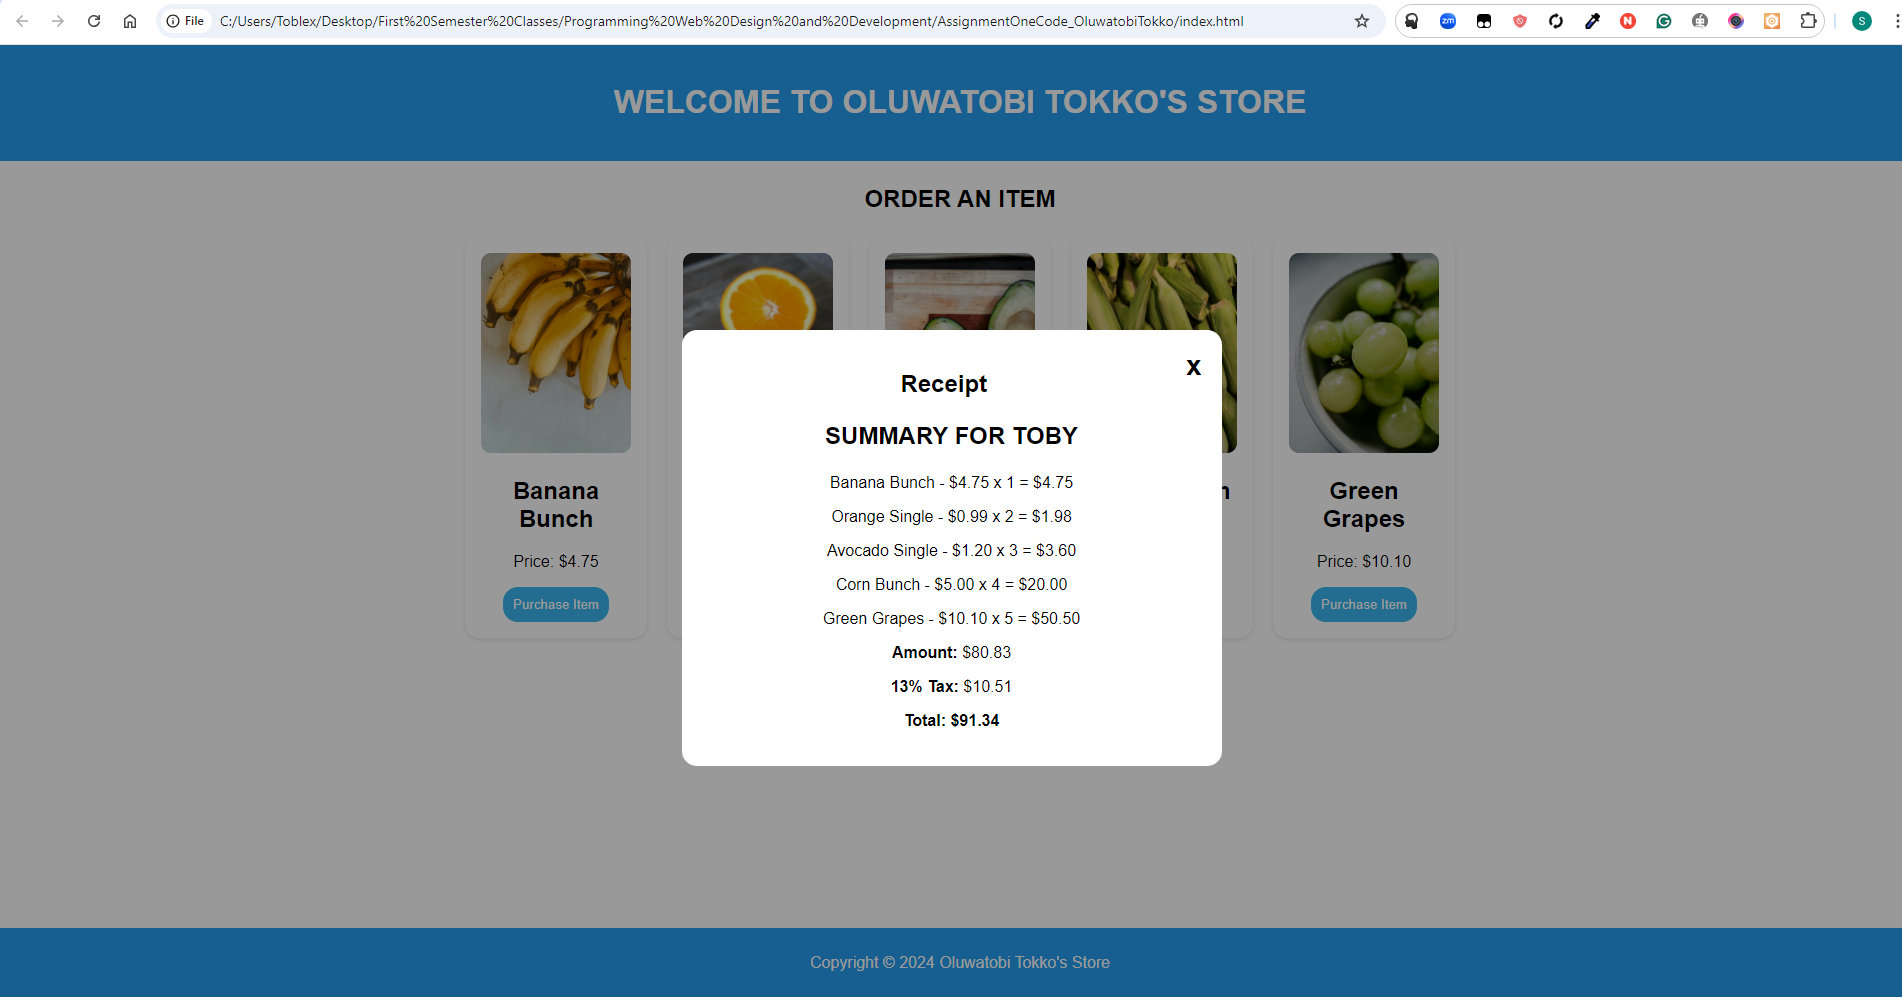 File
C:/Users/Toblex/Desktop/First%20Semester%20Classes/Programming%20Web%20Design%20and%20Development/AssignmentOneCode_OluwatobiTokko/index.html
zm
N
S
WELCOME TO OLUWATOBI TOKKO'S STORE
ORDER AN ITEM
Receipt
X
SUMMARY FOR TOBY
Banana Bunch - $4.75 x 1 = $4.75
Orange Single - $0.99 x 2 = $1.98
Avocado Single - $1.20 x 3 = $3.60
Corn Bunch - $5.00 x 4 = $20.00
Green Grapes - $10.10 x 5 = $50.50
Amount: $80.83
13% Tax: $10.51
Total: $91.34
Banana
Bunch
Price: $4.75
Purchase Item
Green
Grapes
Price: $10.10
Purchase Item
Copyright © 2024 Oluwatobi Tokko's Store